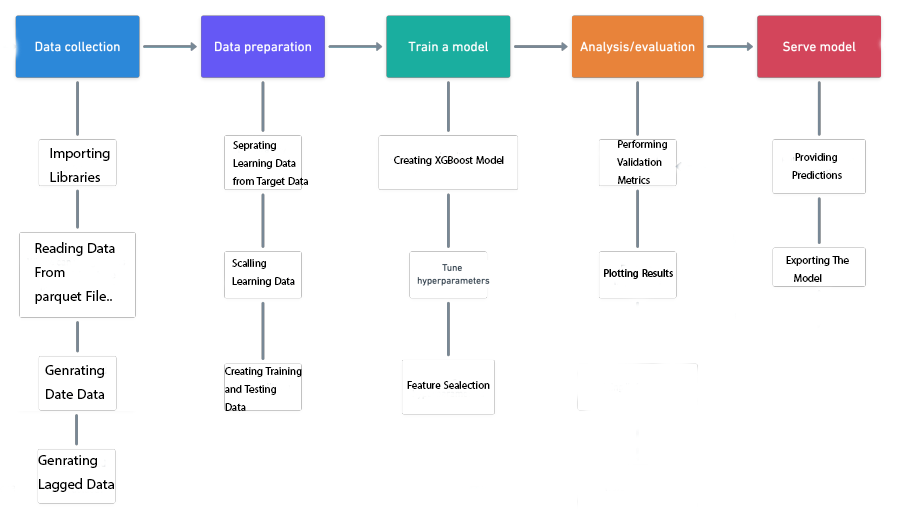 Data collection
Data preparation
Train a model
Analysis/evaluation
Serve model
Importing
Libraries
Reading Data
From
parquet File..
Genrating
Date Data
Genrating
Lagged Data
Seprating
Learning Data
from Target Data
Scalling
Learning Data
Creating Training
and Testing
Data
Creating XGBoost Model
Tune
hyperparameters
Feature Sealection
Performing
Validation
Metrics
Plotting Results
Providing
Predictions
Exporting The
Model